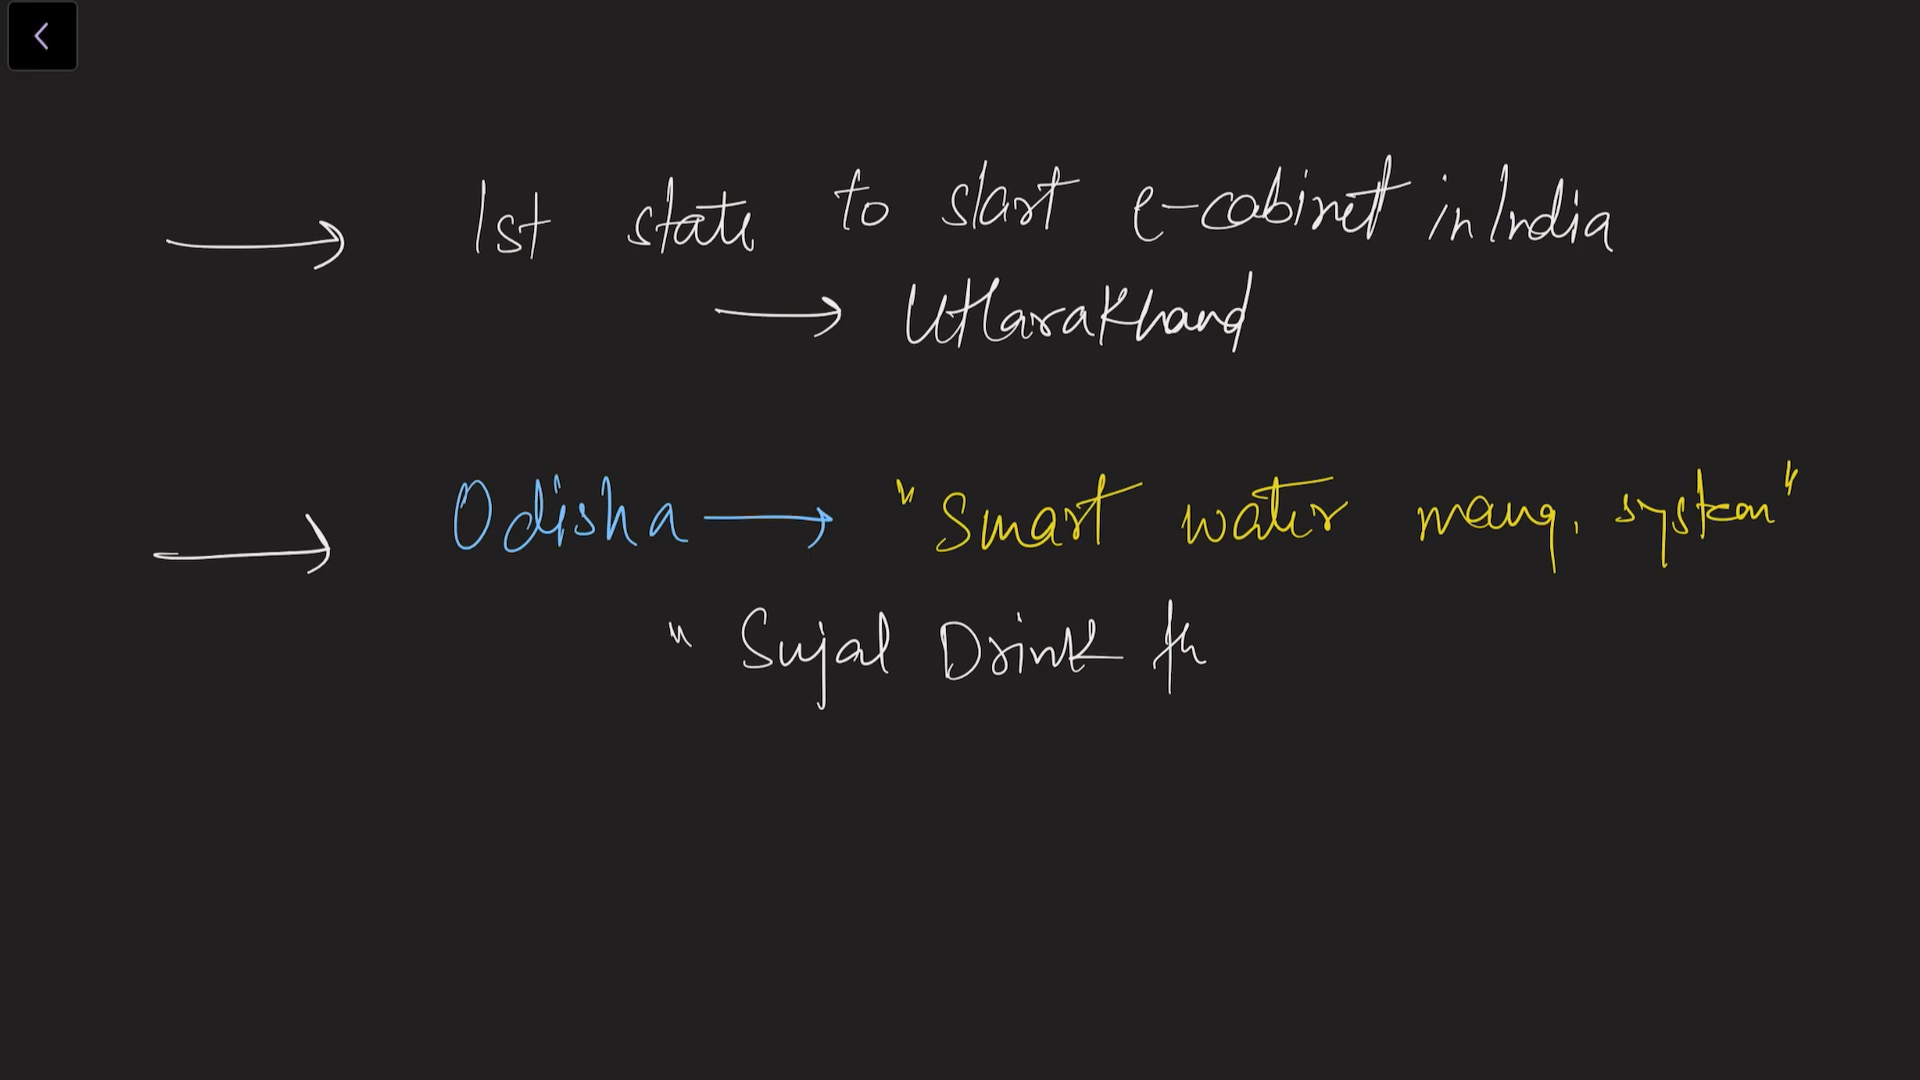 1st state to start e-cabinet in India
→ Uttarakhand
Odisha → "Smart water mang. system"
" Sujal Drink